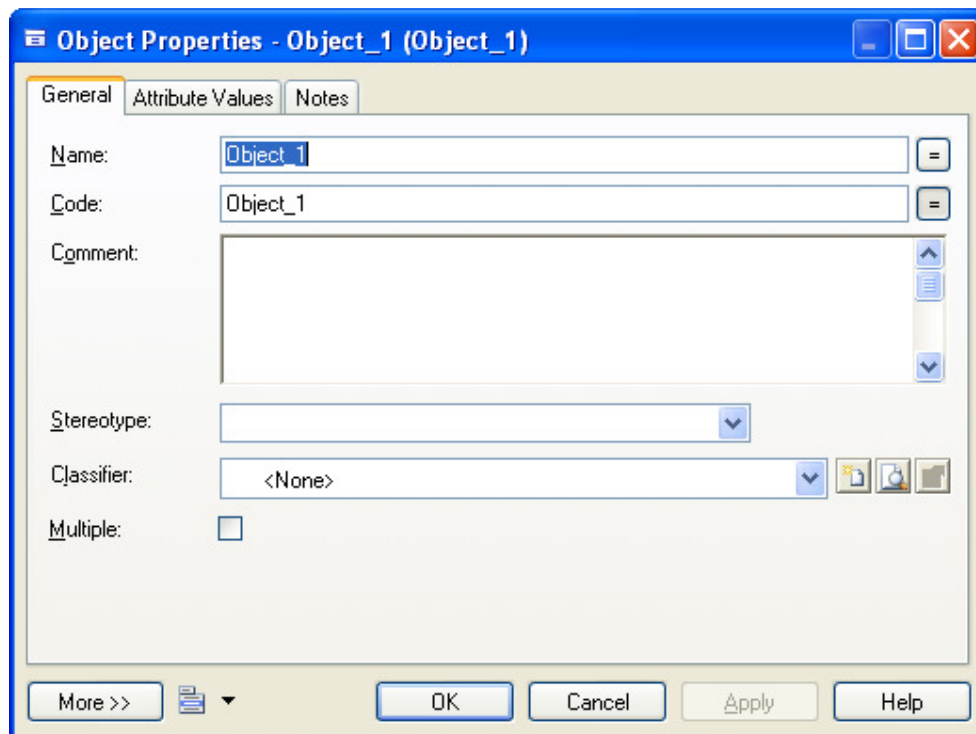 Object Properties - Object_1 (Object_1)
General Attribute Values Notes
Name: Object_1 =
Code: Object_1 =
Comment:
Stereotype:
Classifier: <None>
Multiple:
More >> OK Cancel Apply Help